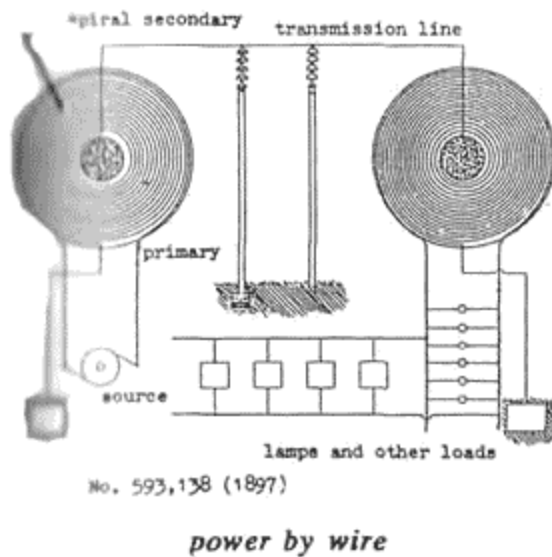 spiral secondary
transmission line
primary
source
lamps and other loads
No. 593,138 (1897)
power by wire